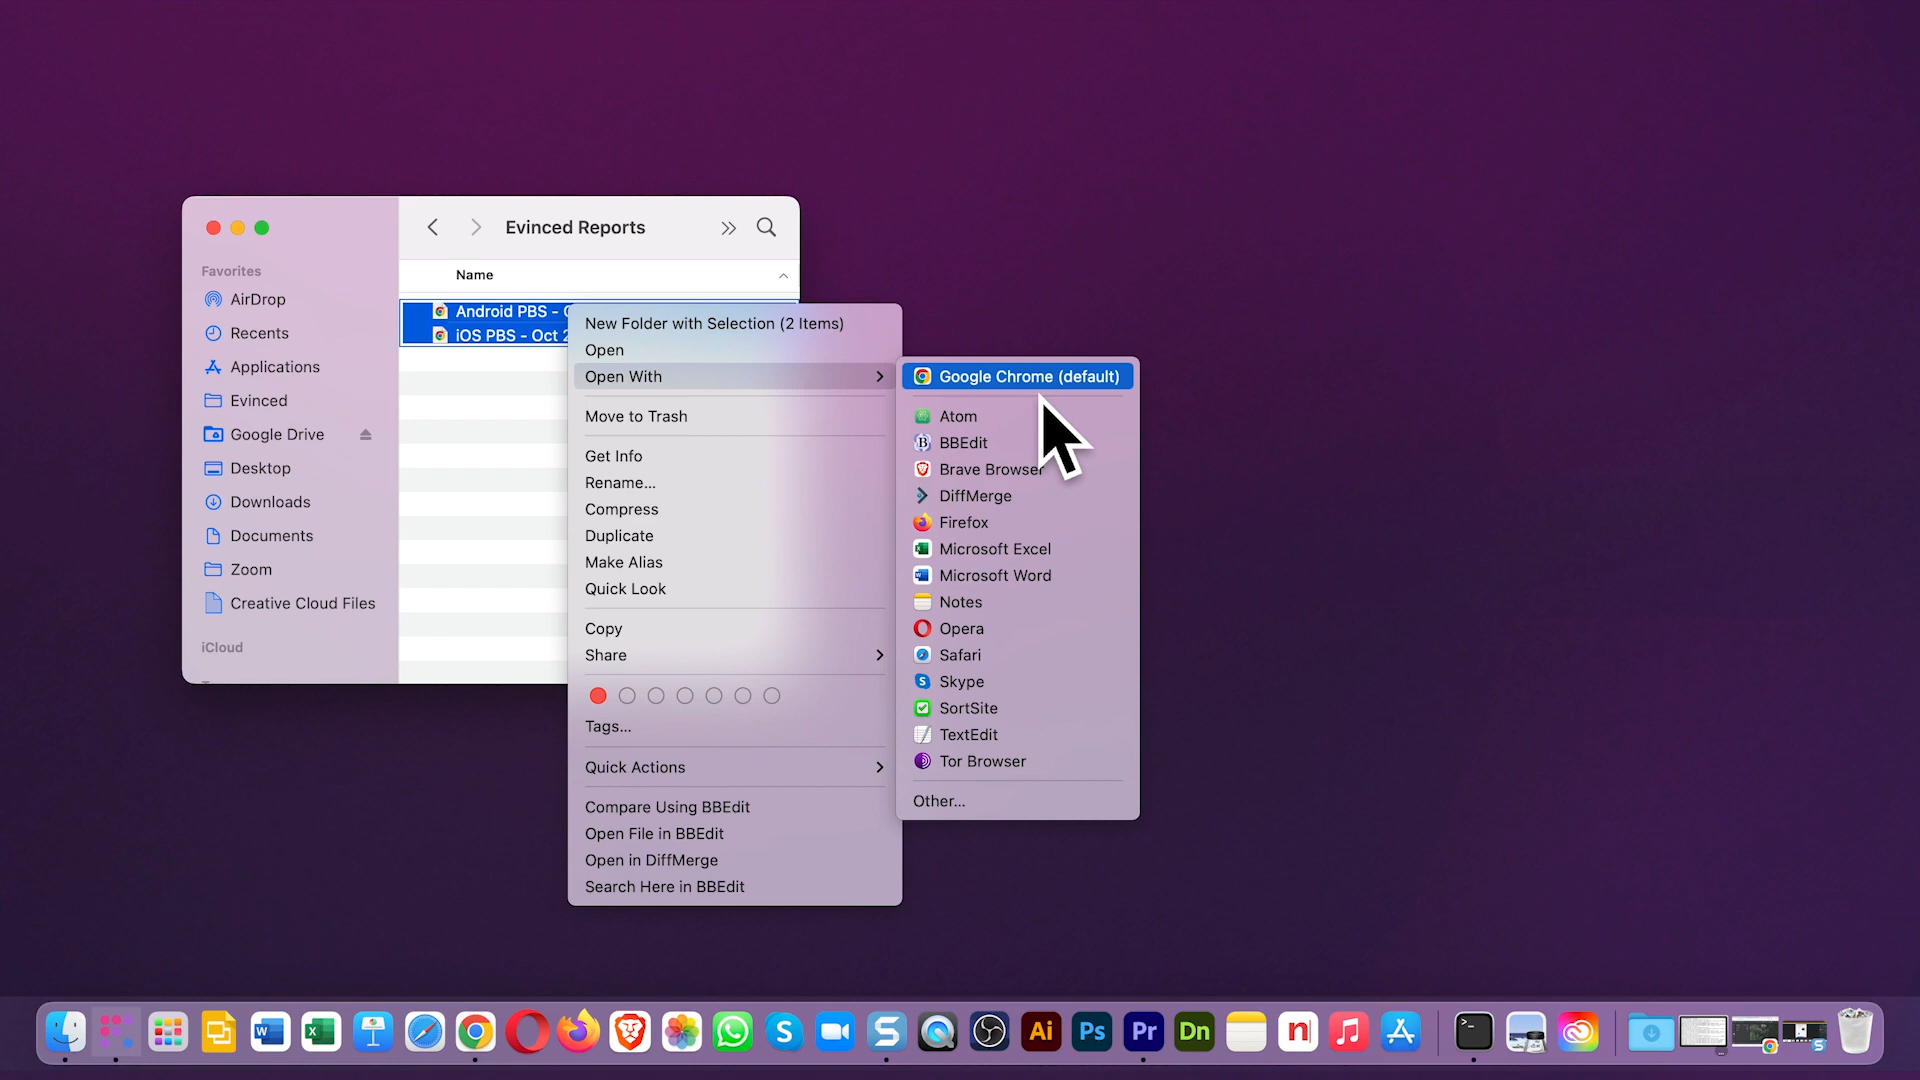 Evinced Reports
Favorites
AirDrop
Recents
Applications
Evinced
Google Drive
Desktop
Downloads
Documents
Zoom
Creative Cloud Files
iCloud
Name
Android PBS -
iOS PBS - Oct
New Folder with Selection (2 Items)
Open
Open With
Move to Trash
Get Info
Rename...
Compress
Duplicate
Make Alias
Quick Look
Copy
Share
Tags...
Quick Actions
Compare Using BBEdit
Open File in BBEdit
Open in DiffMerge
Search Here in BBEdit
Google Chrome (default)
Atom
BBEdit
Brave Browser
DiffMerge
Firefox
Microsoft Excel
Microsoft Word
Notes
Opera
Safari
Skype
SortSite
TextEdit
Tor Browser
Other...
Ai
Ps
Pr
Dn